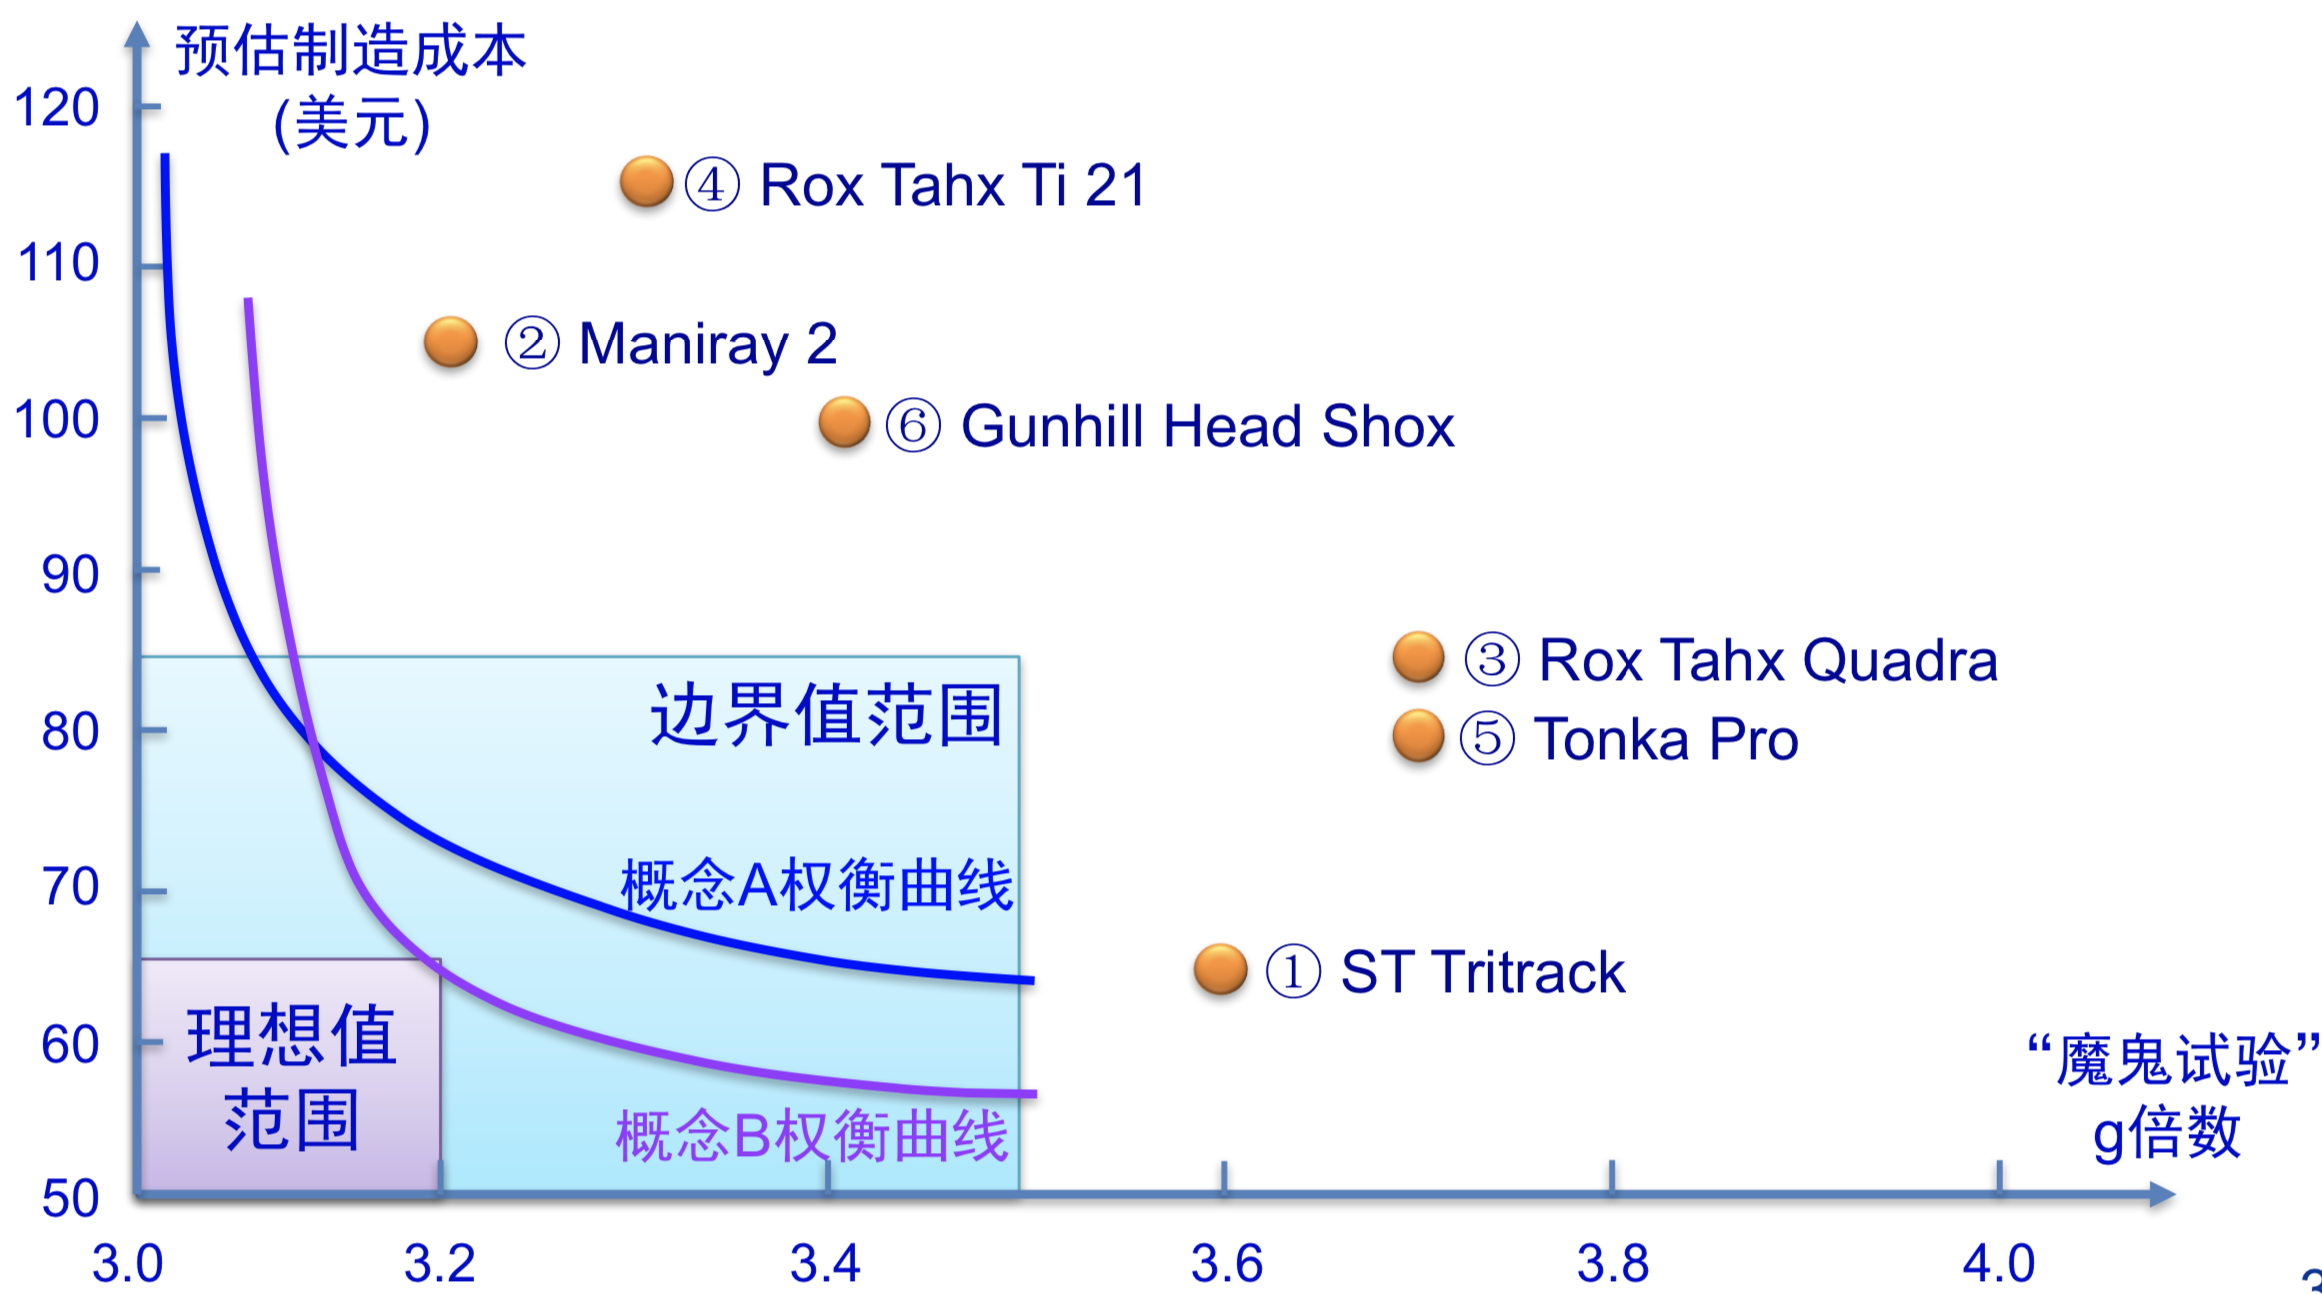 预估制造成本
(美元)
120
④ Rox Tahx Ti 21
110
② Maniray 2
100
⑥ Gunhill Head Shox
90
③ Rox Tahx Quadra
边界值范围
80
⑤ Tonka Pro
70
概念A权衡曲线
① ST Tritrack
理想值
范围
60
“魔鬼试验”
g倍数
概念B权衡曲线
50
3.0 3.2 3.4 3.6 3.8 4.0